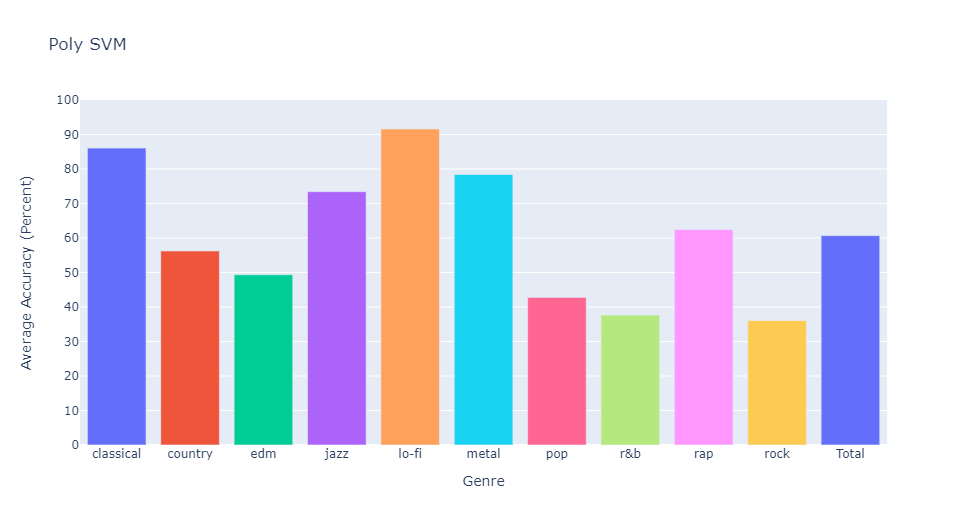 Poly SVM
Average Accuracy (Percent)
100
90
80
70
60
50
40
30
20
10
0
classical country edm jazz lo-fi metal pop r&b rap rock Total
Genre